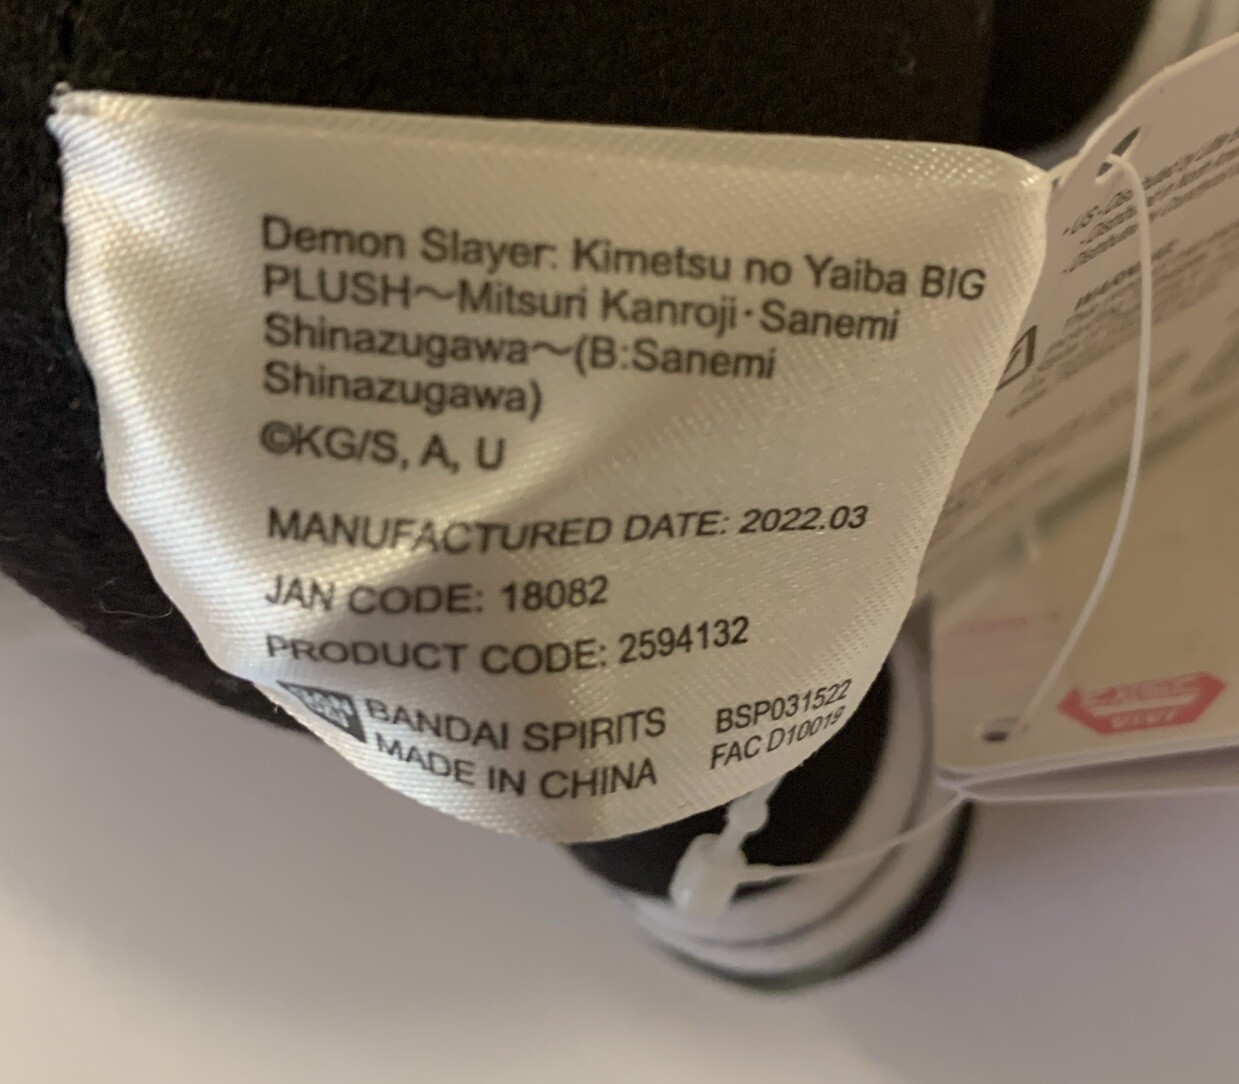 Demon Slayer: Kimetsu no Yaiba BIG
PLUSH～Mitsuri Kanroji・Sanemi
Shinazugawa～(B:Sanemi
Shinazugawa)
©KG/S, A, U
MANUFACTURED DATE: 2022.03
JAN CODE: 18082
PRODUCT CODE: 2594132
BANDAI SPIRITS
MADE IN CHINA
BSP031522
FAC D10019